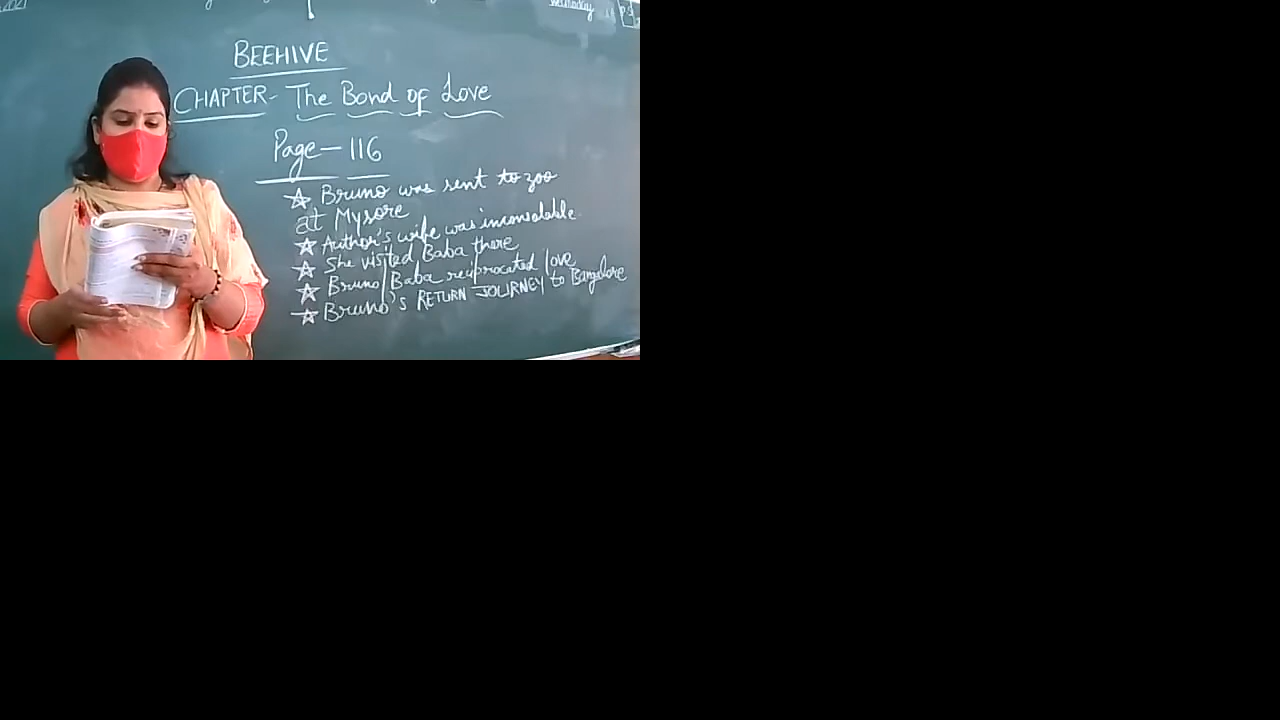 Wednesday
BEEHIVE
CHAPTER- The Bond of Love
Page- 116
Bruno was sent to zoo
at Mysore
Author's wife was inconsolable.
She visited Baba there
Bruno/Baba reciprocated love
Bruno's RETURN JOURNEY to Bangalore